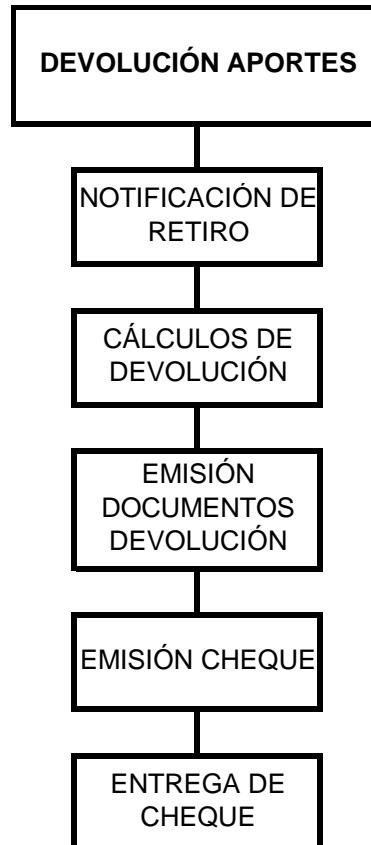 DEVOLUCIÓN APORTES
NOTIFICACIÓN DE
RETIRO
CÁLCULOS DE
DEVOLUCIÓN
EMISIÓN
DOCUMENTOS
DEVOLUCIÓN
EMISIÓN CHEQUE
ENTREGA DE
CHEQUE